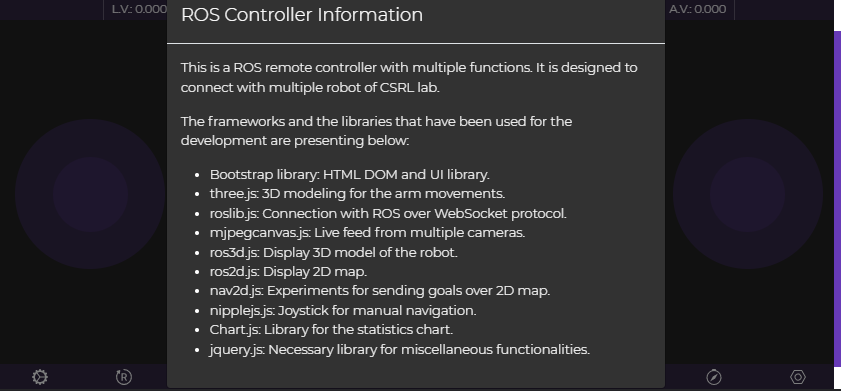 L.V.: 0.000
ROS Controller Information
A.V.: 0.000
This is a ROS remote controller with multiple functions. It is designed to
connect with multiple robot of CSRL lab.
The frameworks and the libraries that have been used for the
development are presenting below:
• Bootstrap library: HTML DOM and UI library.
• three.js: 3D modeling for the arm movements.
• roslib.js: Connection with ROS over WebSocket protocol.
• mjpegcanvas.js: Live feed from multiple cameras.
• ros3d.js: Display 3D model of the robot.
• ros2d.js: Display 2D map.
• nav2d.js: Experiments for sending goals over 2D map.
• nipplejs.js: Joystick for manual navigation.
• Chart.js: Library for the statistics chart.
• jquery.js: Necessary library for miscellaneous functionalities.
R